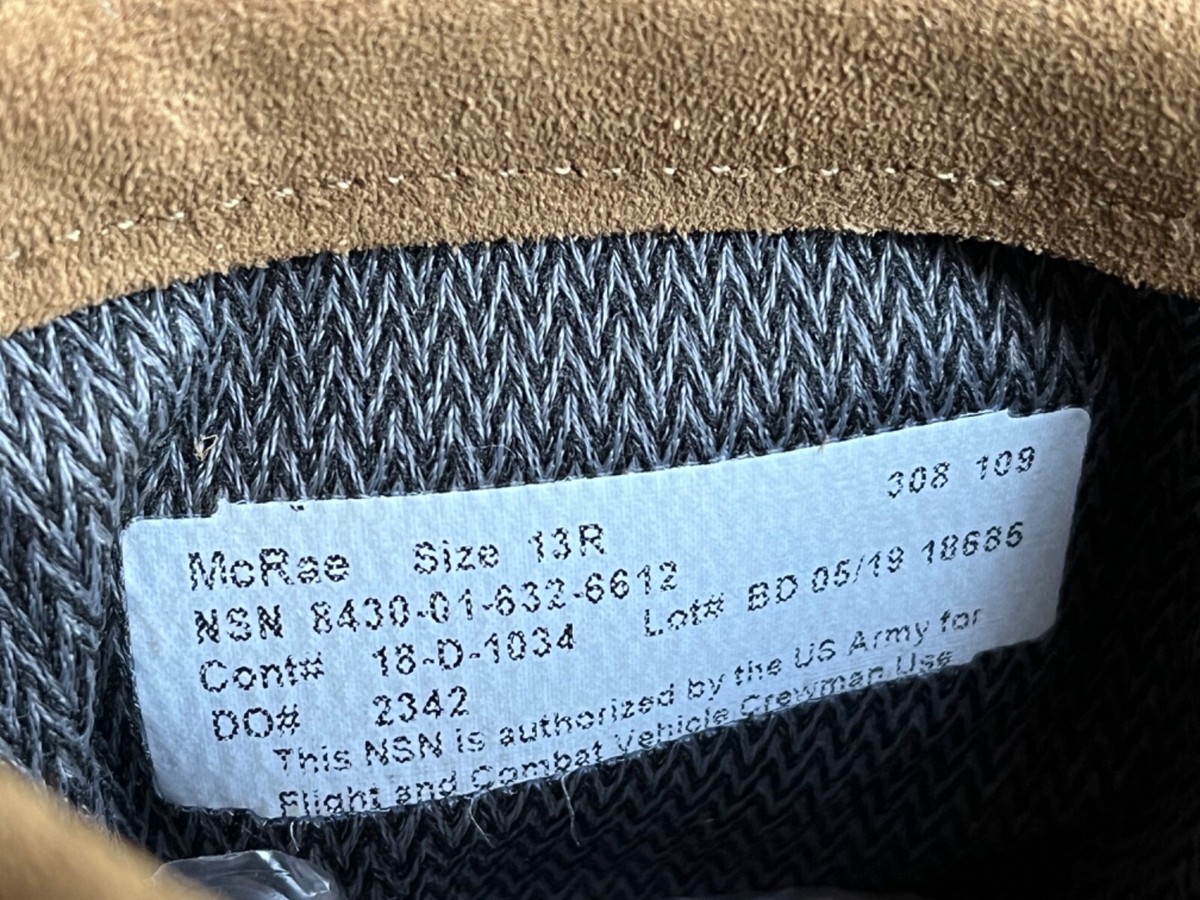 308 109
McRae Size 13R
NSN 8430-01-632-6612
Cont# 18-D-1034 Lot# BD 05/19 18685
DO# 2342
This NSN is authorized by the US Army for
Flight and Combat Vehicle Crewman Use